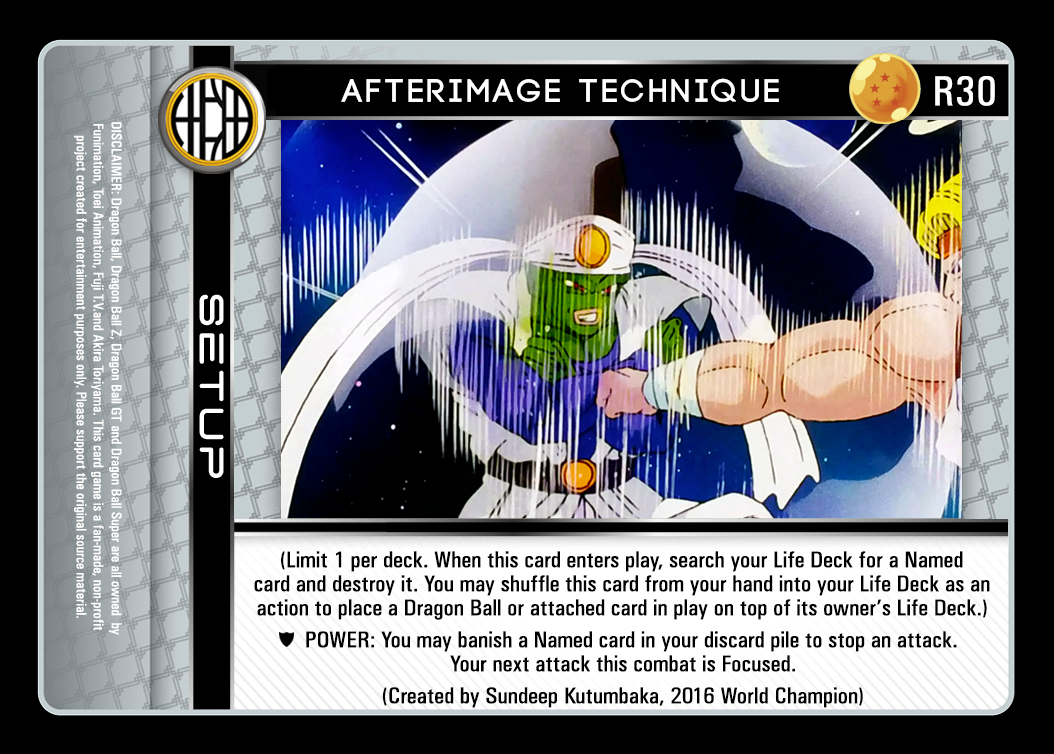 AFTERIMAGE TECHNIQUE
R30
SETUP
(Limit 1 per deck. When this card enters play, search your Life Deck for a Named
card and destroy it. You may shuffle this card from your hand into your Life Deck as an
action to place a Dragon Ball or attached card in play on top of its owner's Life Deck.)
POWER: You may banish a Named card in your discard pile to stop an attack.
Your next attack this combat is Focused.
(Created by Sundeep Kutumbaka, 2016 World Champion)
DISCLAIMER: Dragon Ball, Dragon Ball Z, Dragon Ball GT and Dragon Ball Super are all owned by
Funimation, Toei Animation, Fuji T.V.and Akira Toriyama. This card game is a fan-made, non-profit
project created for entertainment purposes only. Please support the original source material.